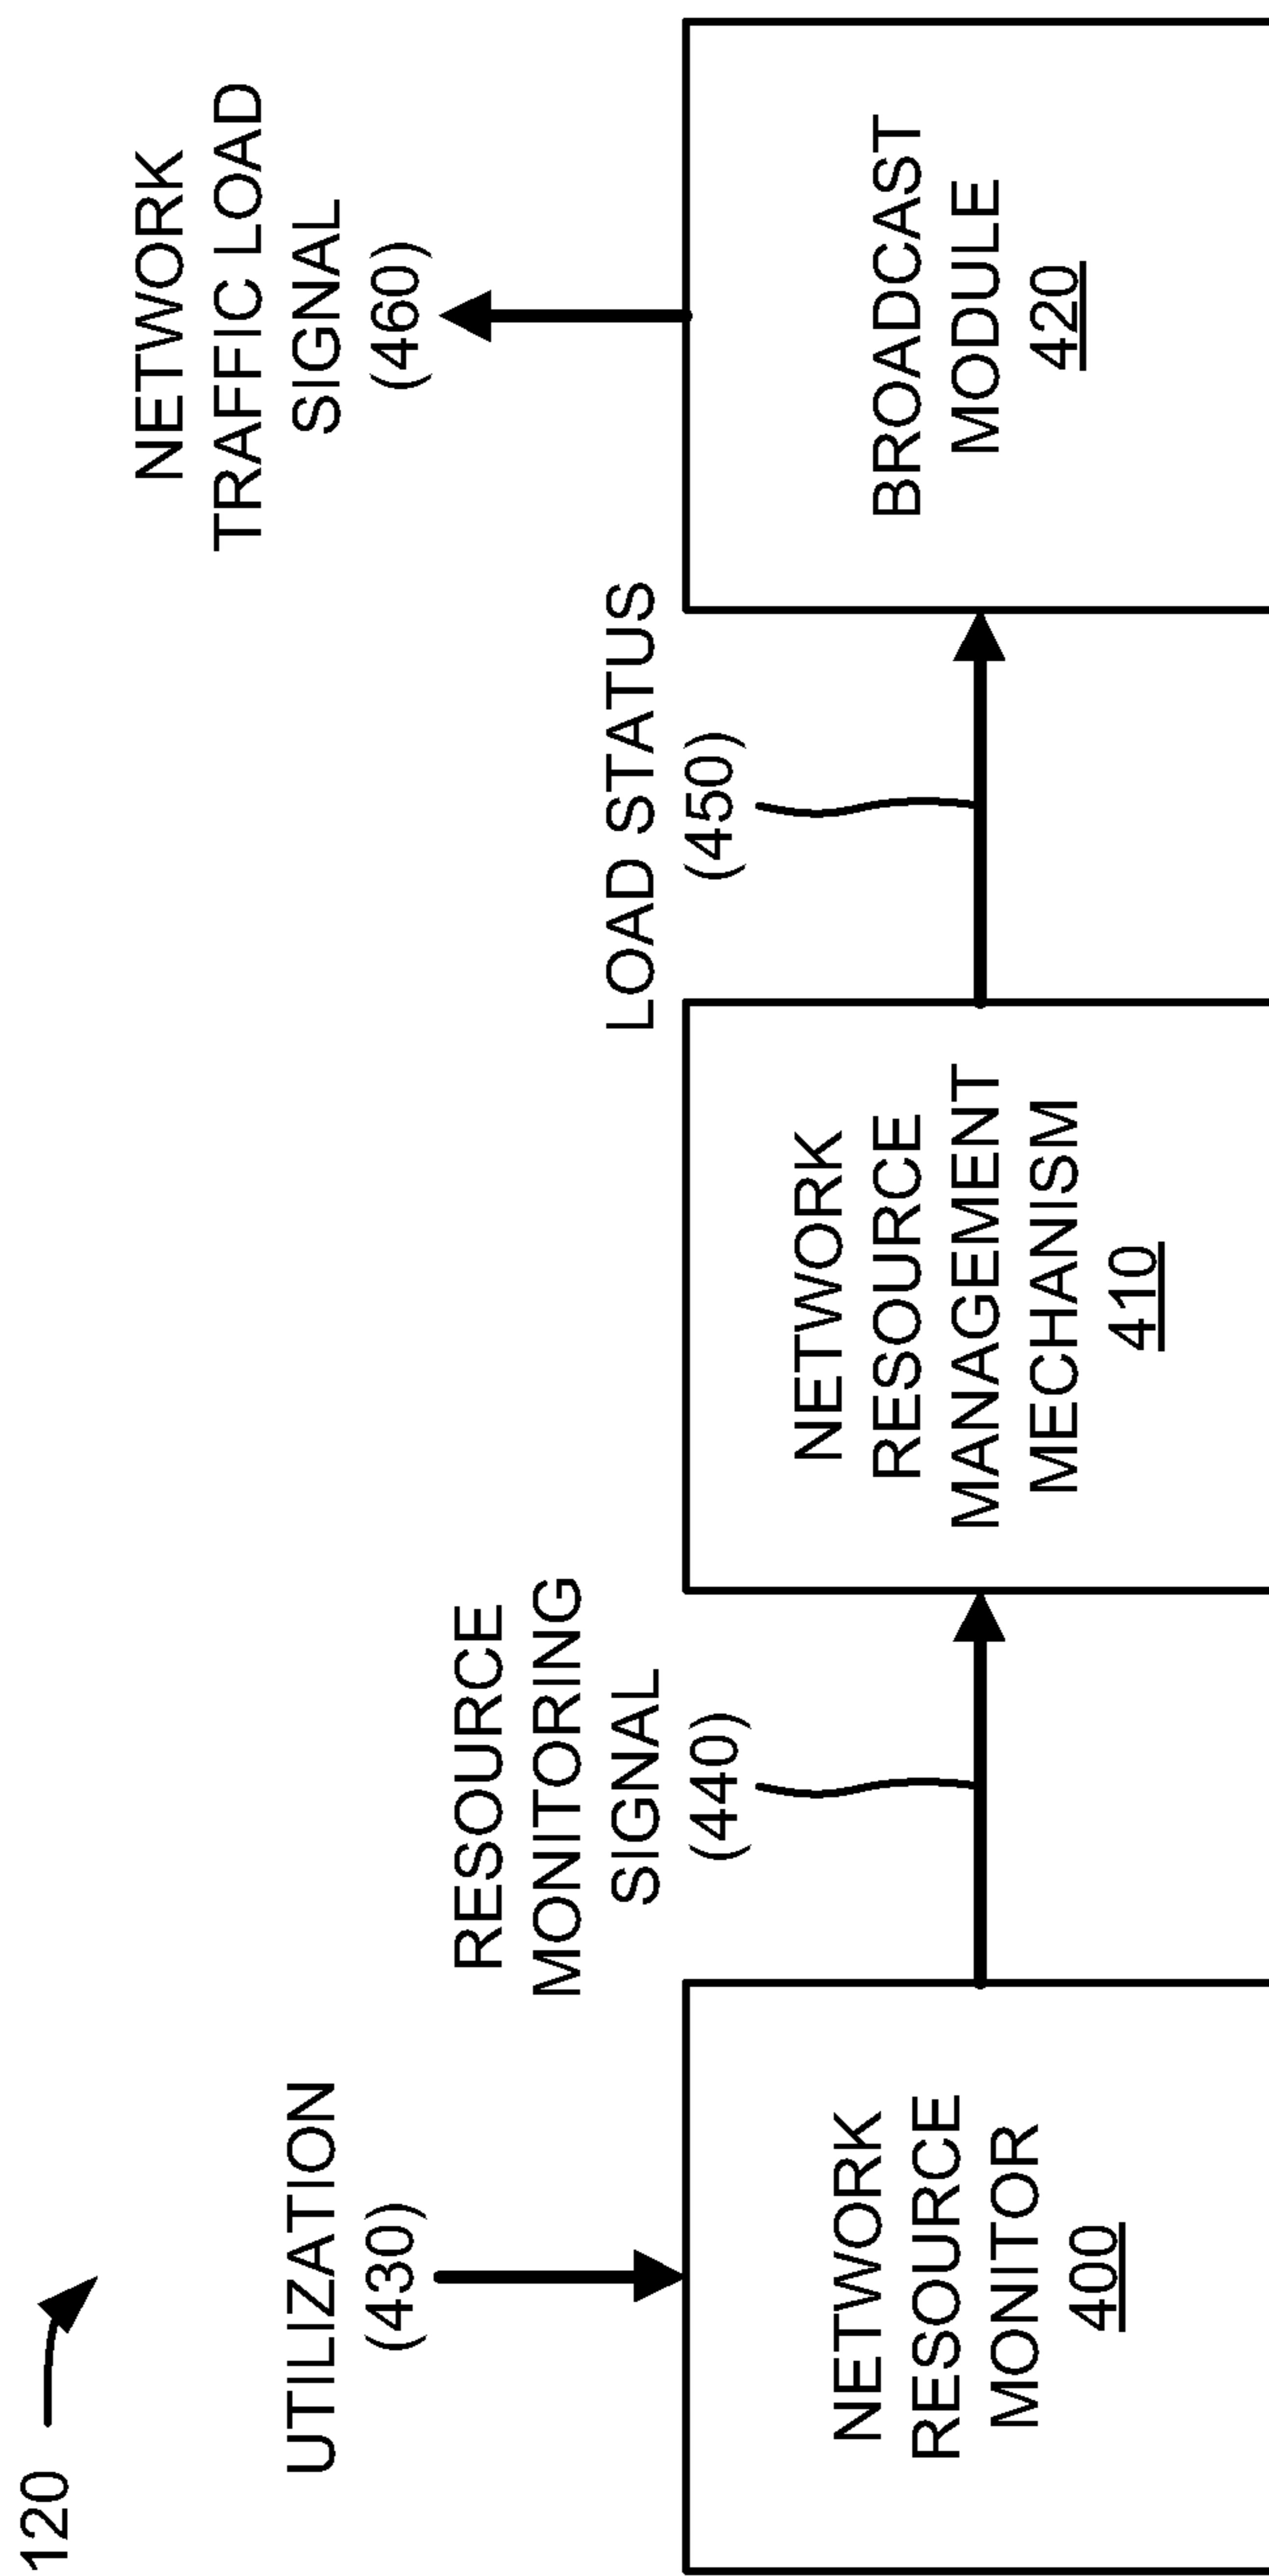 120
UTILIZATION
(430)
NETWORK
RESOURCE
MONITOR
400
RESOURCE
MONITORING
SIGNAL
(440)
NETWORK
RESOURCE
MANAGEMENT
MECHANISM
410
LOAD STATUS
(450)
NETWORK
TRAFFIC LOAD
SIGNAL
(460)
BROADCAST
MODULE
420